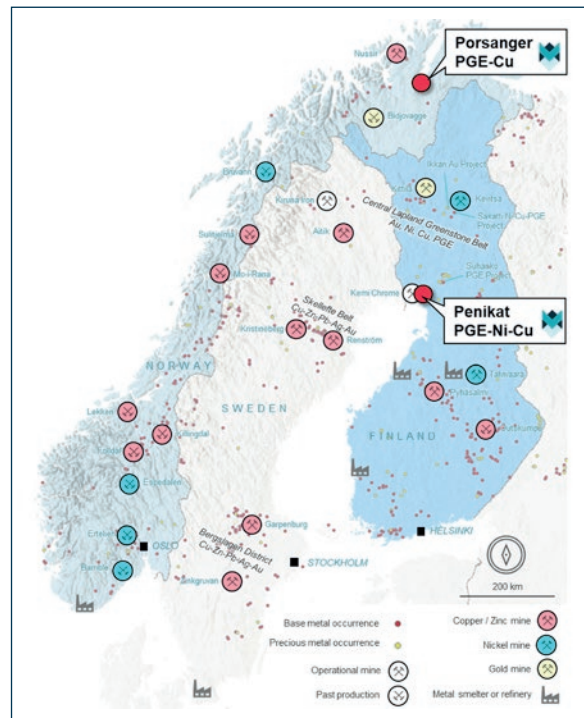 Porsanger
PGE-Cu
Nussir
Bidjovagge
Ikkari Au Project
Kittilä
Kevitsa
Sakatti Ni-Cu-PGE
Project
Central Lapland Greenstone Belt
Au, Ni, Cu, PGE
Kiruna Iron
Sulitjelma
Aitik
Mo-i-Rana
Suhanko
PGE Project
Kemi Chrome
Penikat
PGE-Ni-Cu
Skellefte Belt
Cu-Zn-Pb-Ag-Au
Kristineberg
Renström
NORWAY
SWEDEN
FINLAND
Talvivaara
Pyhäsalmi
Outokumpu
Løkken
Killingdal
Folldal
Espedalen
Garpenburg
Bergslagen District
Cu-Zn-Pb-Ag-Au
Ertelien
OSLO
Bamble
HELSINKI
STOCKHOLM
200 km
Base metal occurrence
Precious metal occurrence
Operational mine
Past production
Copper / Zinc mine
Nickel mine
Gold mine
Metal smelter or refinery